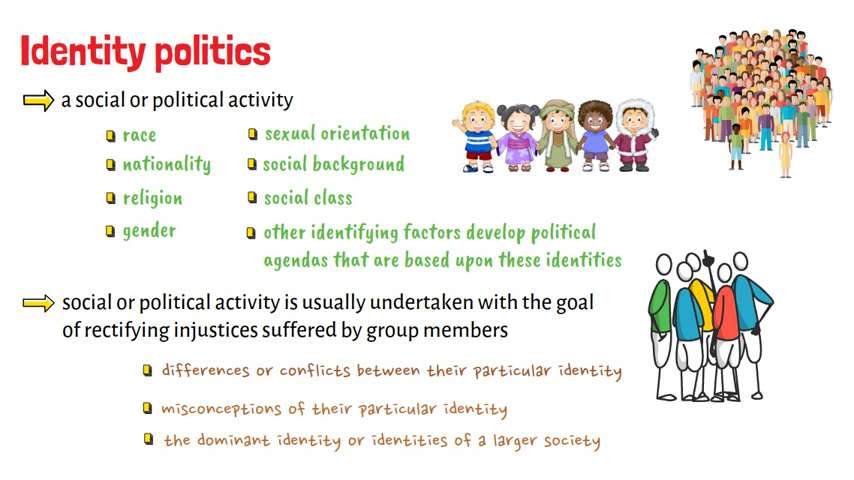 Identity politics
a social or political activity
race
sexual orientation
nationality
social background
religion
social class
gender
other identifying factors develop political
agendas that are based upon these identities
social or political activity is usually undertaken with the goal
of rectifying injustices suffered by group members
differences or conflicts between their particular identity
misconceptions of their particular identity
the dominant identity or identities of a larger society